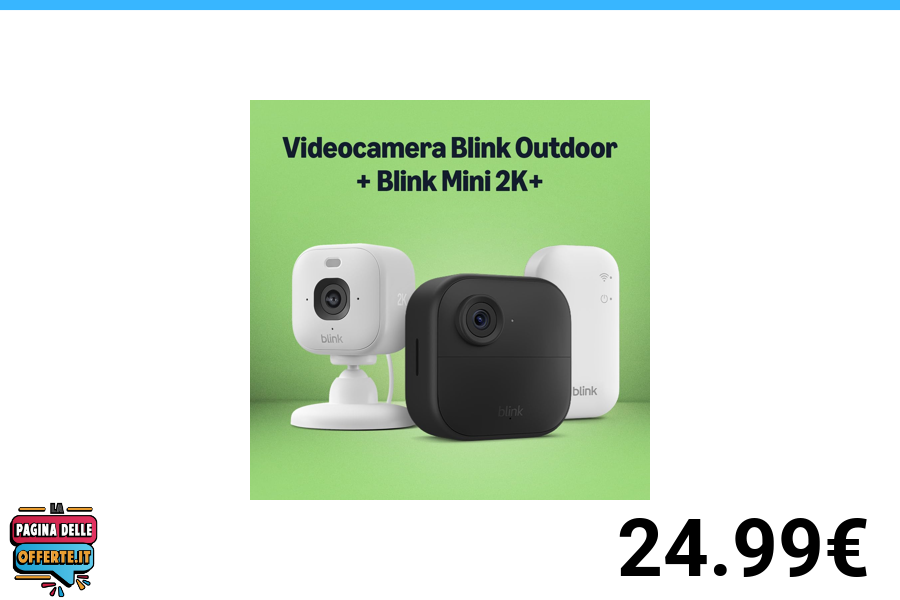 Videocamera Blink Outdoor
+ Blink Mini 2K+
2K
blink
blink
blink
LA
PAGINA DELLE
OFFERTE.IT
24.99€